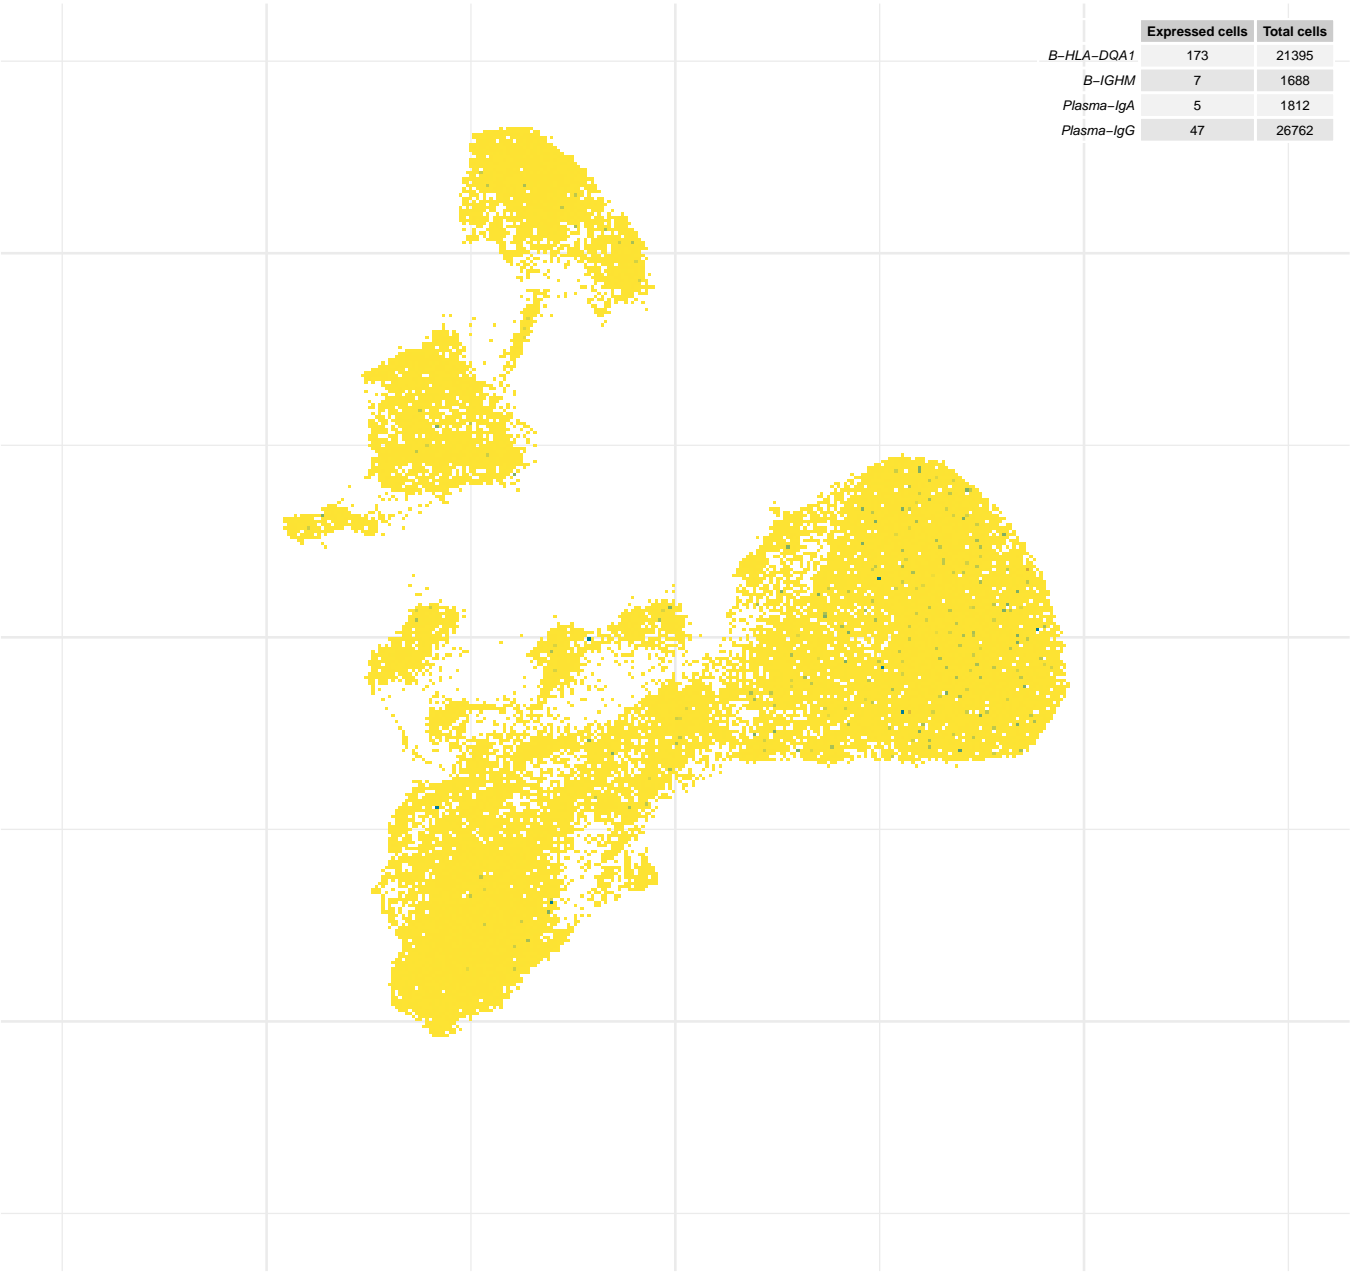 Expressed cells Total cells
B−HLA−DQA1 173 21395
B−IGHM 7 1688
Plasma−IgA 5 1812
Plasma−IgG 47 26762